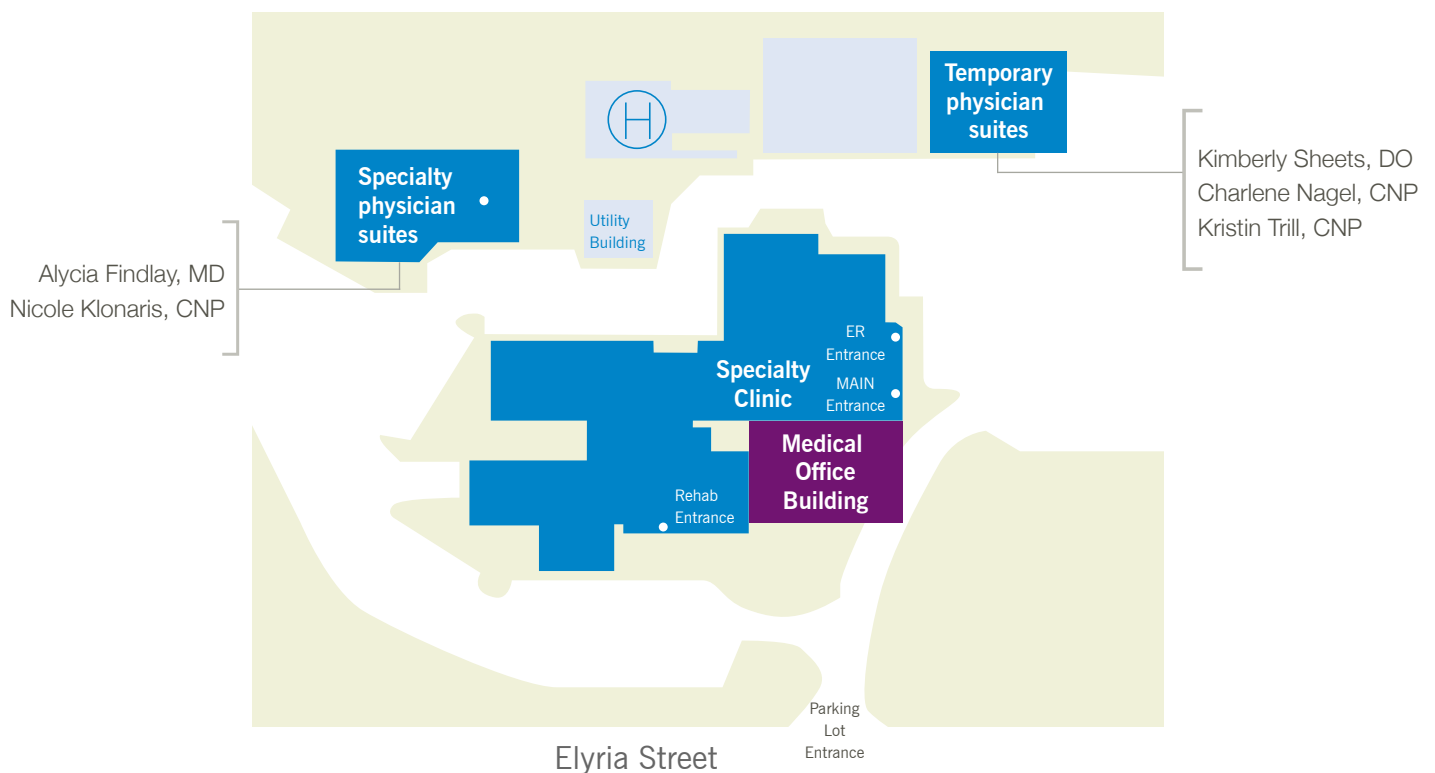 Temporary
physician
suites
H
Kimberly Sheets, DO
Charlene Nagel, CNP
Kristin Trill, CNP
Specialty
physician
suites
Utility
Building
Alycia Findlay, MD
Nicole Klonaris, CNP
ER
Entrance
Specialty
Clinic
MAIN
Entrance
Medical
Office
Building
Rehab
Entrance
Parking
Lot
Entrance
Elyria Street